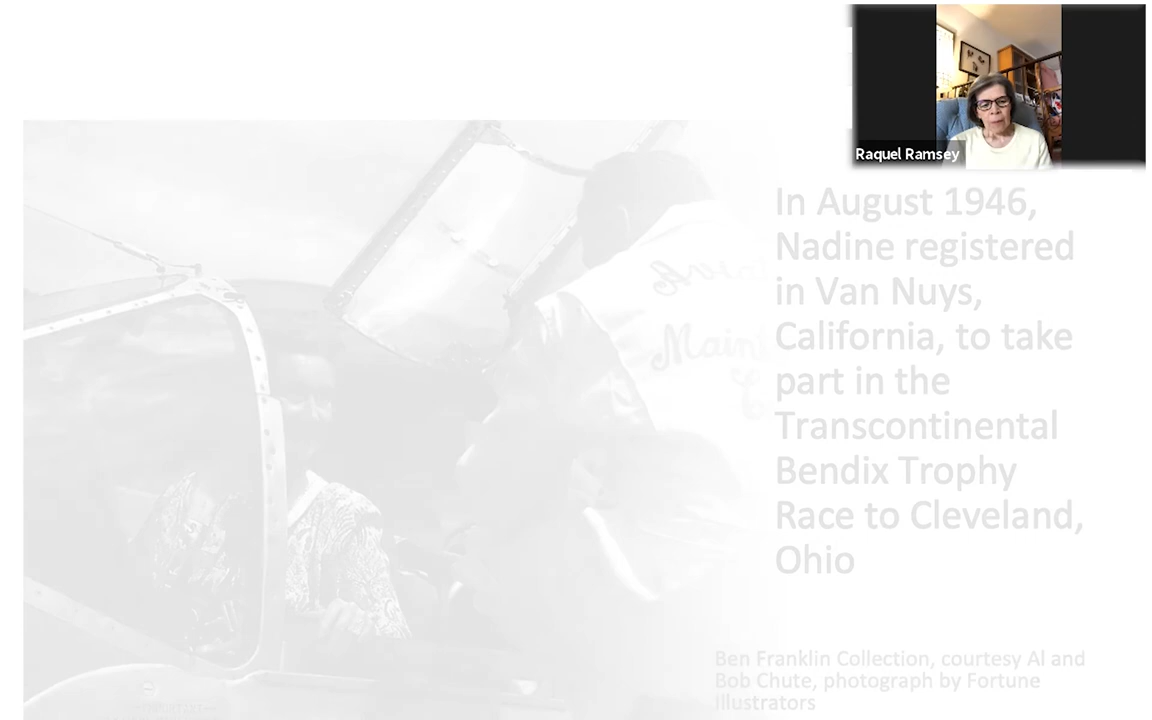 Raquel Ramsey
In August 1946,
Nadine registered
in Van Nuys,
California, to take
part in the
Transcontinental
Bendix Trophy
Race to Cleveland,
Ohio
Ben Franklin Collection, courtesy Al and
Bob Chute, photograph by Fortune
Illustrators